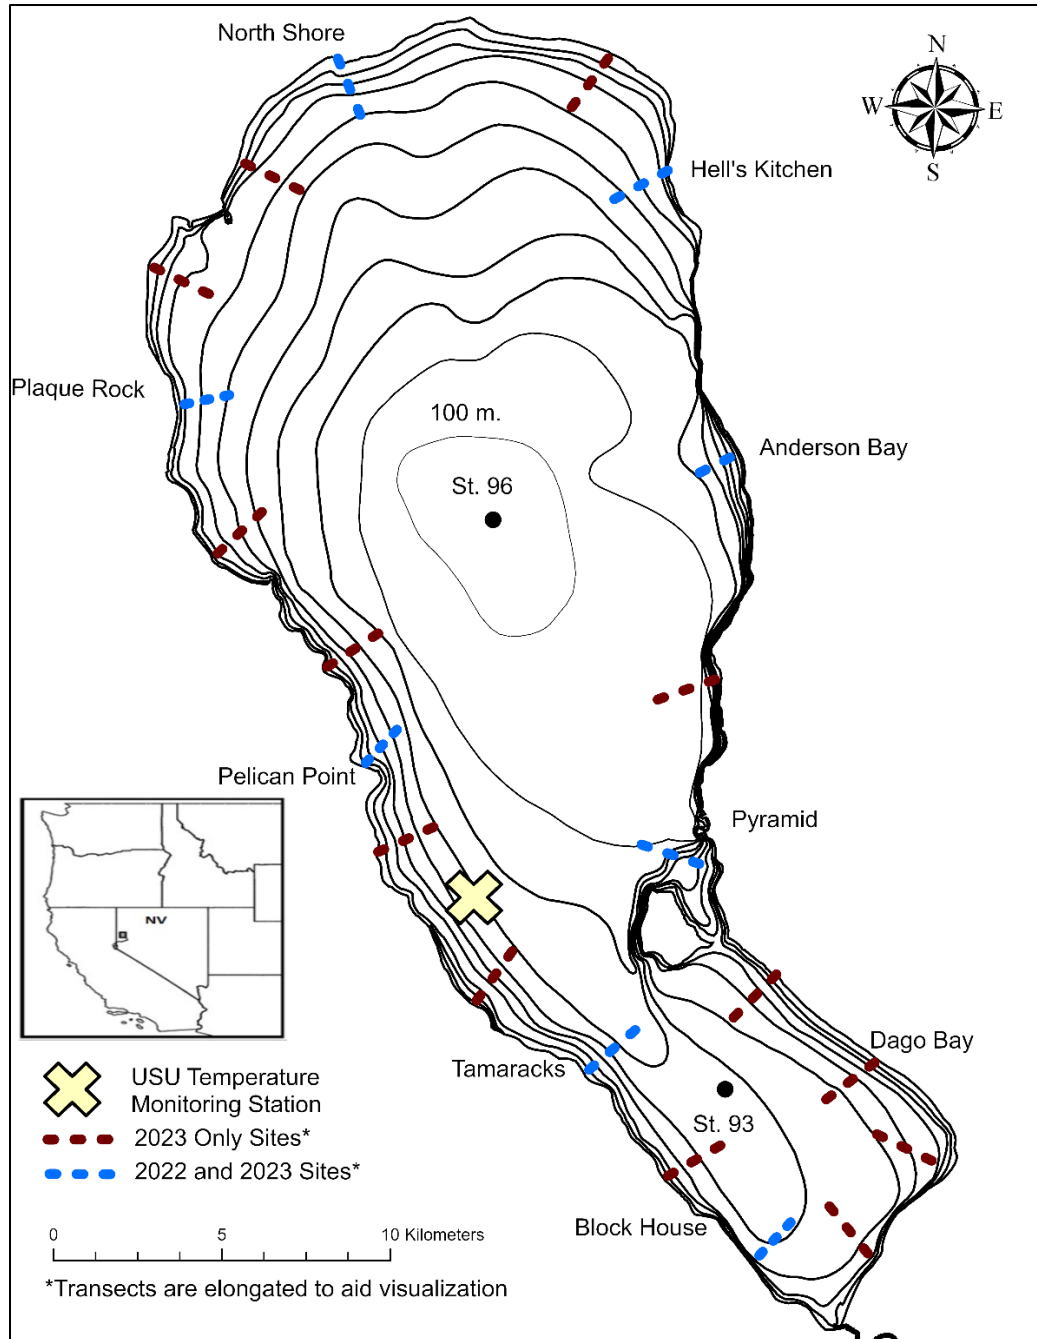 North Shore
N
W
E
S
Hell's Kitchen
Plaque Rock
100 m.
Anderson Bay
St. 96
Pelican Point
Pyramid
NV
Dago Bay
Tamaracks
USU Temperature
Monitoring Station
St. 93
2023 Only Sites*
2022 and 2023 Sites*
Block House
0 5 10 Kilometers
*Transects are elongated to aid visualization